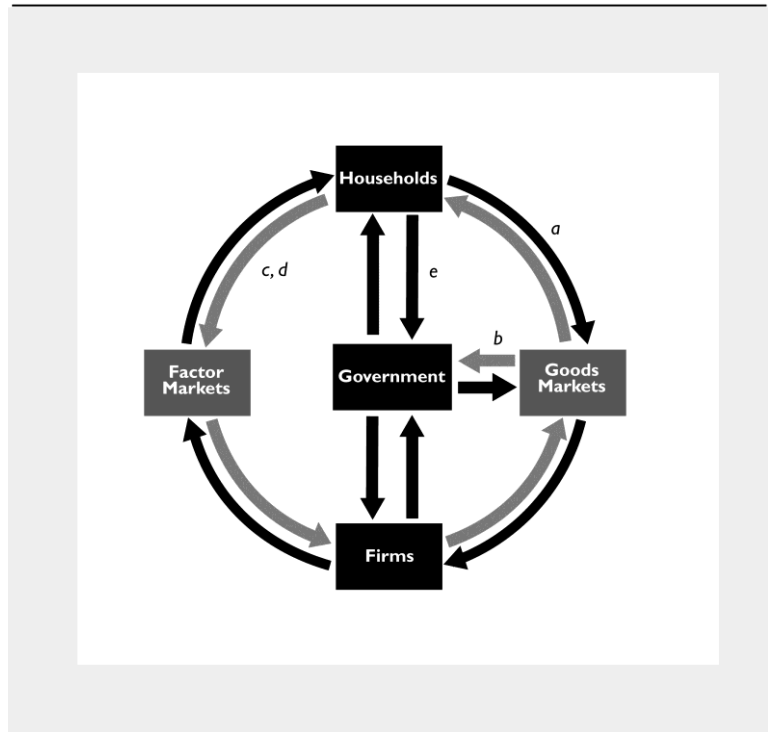 Households
a
c, d
e
b
Factor
Markets
Government
Goods
Markets
Firms